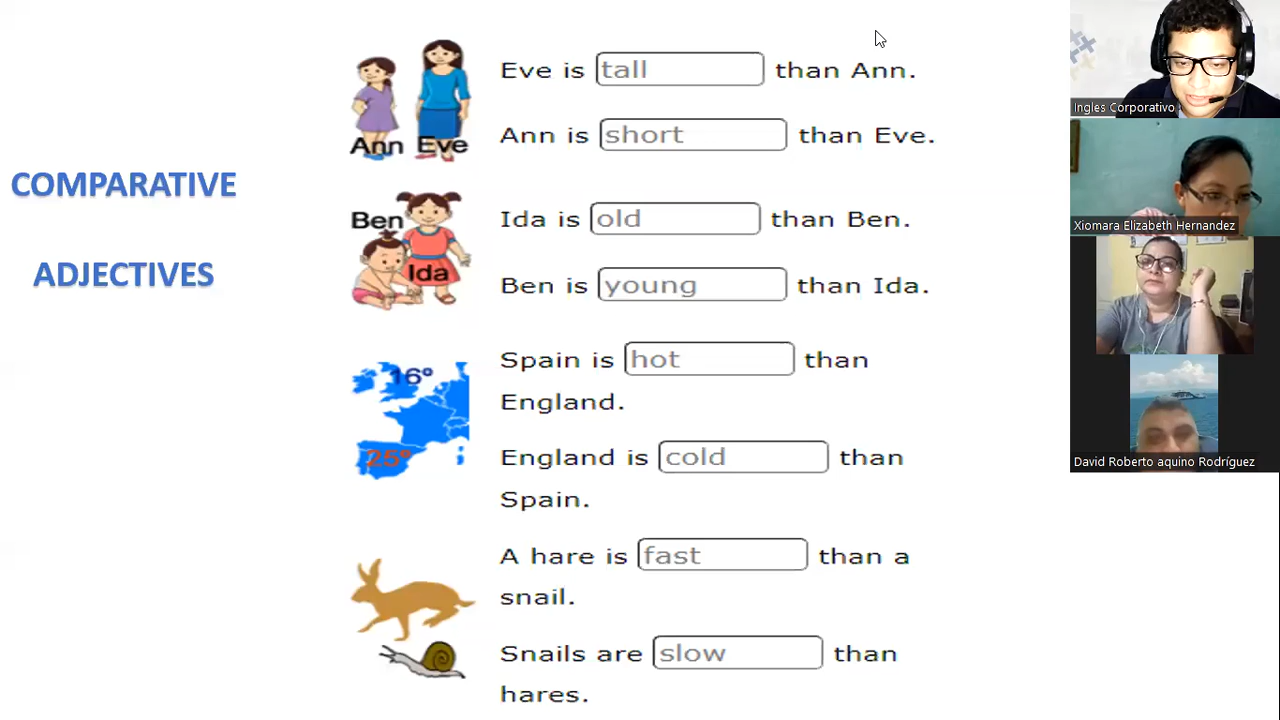 COMPARATIVE
ADJECTIVES
Ann Eve
Eve is tall than Ann.
Ann is short than Eve.
Ben
Ida
Ida is old than Ben.
Ben is young than Ida.
16°
25°
Spain is hot than
England.
England is cold than
Spain.
A hare is fast than a
snail.
Snails are slow than
hares.
Ingles Corporativo
Xiomara Elizabeth Hernandez
David Roberto aquino Rodríguez